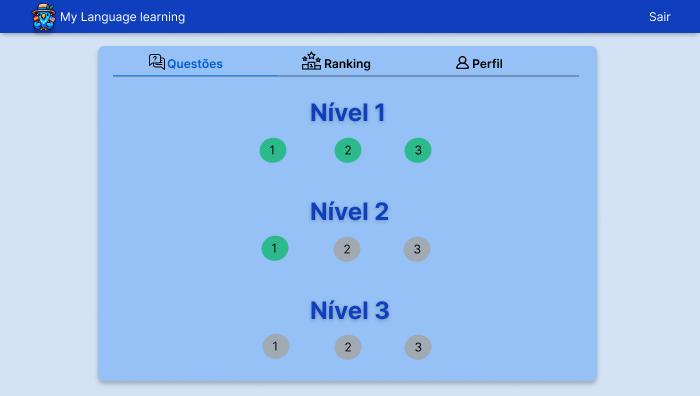 My Language learning
Sair
Questões
Ranking
Perfil
Nível 1
1 2 3
Nível 2
1 2 3
Nível 3
1 2 3